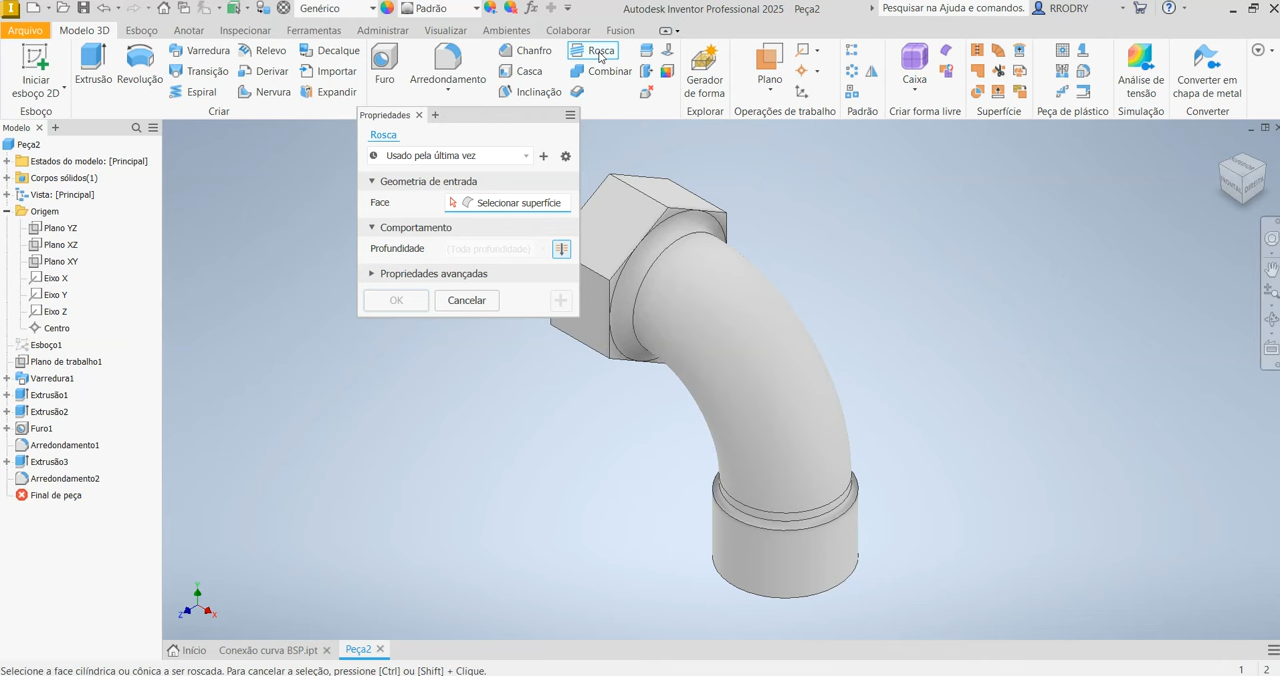 Genérico
Padrão
Autodesk Inventor Professional 2025 Peça2
Pesquisar na Ajuda e comandos.
RRODRY
Arquivo Modelo 3D Esboço Anotar Inspecionar Ferramentas Administrar Visualizar Ambientes Colaborar Fusion
Iniciar
esboço 2D
Esboço
Extrusão Revolução
Varredura Relevo Decalque
Transição Derivar Importar
Espiral Nervura Expandir
Criar
Furo Arredondamento
Chanfro Rosca
Casca Combinar
Inclinação
Gerador
de forma
Explorar
Plano
Operações de trabalho
Padrão
Caixa
Criar forma livre
Superfície
Peça de plástico
Análise de
tensão
Simulação
Converter em
chapa de metal
Converter
Modelo
Peça2
Estados do modelo: [Principal]
Corpos sólidos(1)
Vista: [Principal]
Origem
Plano YZ
Plano XZ
Plano XY
Eixo X
Eixo Y
Eixo Z
Centro
Esboço1
Plano de trabalho1
Varredura1
Extrusão1
Extrusão2
Furo1
Arredondamento1
Extrusão3
Arredondamento2
Final de peça
Propriedades
Rosca
Usado pela última vez
Geometria de entrada
Face Selecionar superfície
Comportamento
Profundidade (Toda profundidade)
Propriedades avançadas
OK Cancelar
FRONTAL DIREITO
Y
Z X
Início Conexão curva BSP.ipt Peça2
Selecione a face cilíndrica ou cônica a ser roscada. Para cancelar a seleção, pressione [Ctrl] ou [Shift] + Clique.
1 2